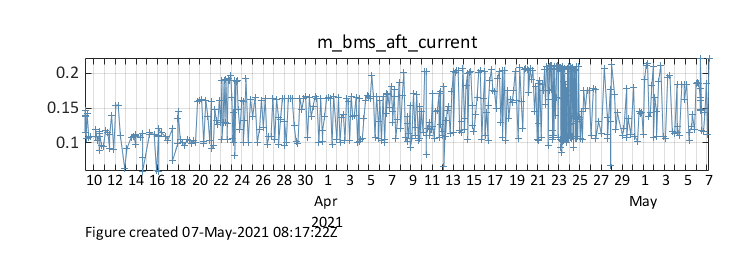 m_bms_aft_current
0.2
0.15
0.1
10 12 14 16 18 20 22 24 26 28 30 1 3 5 7 9 11 13 15 17 19 21 23 25 27 29 1 3 5 7
Apr May
2021
Figure created 07-May-2021 08:17:22Z